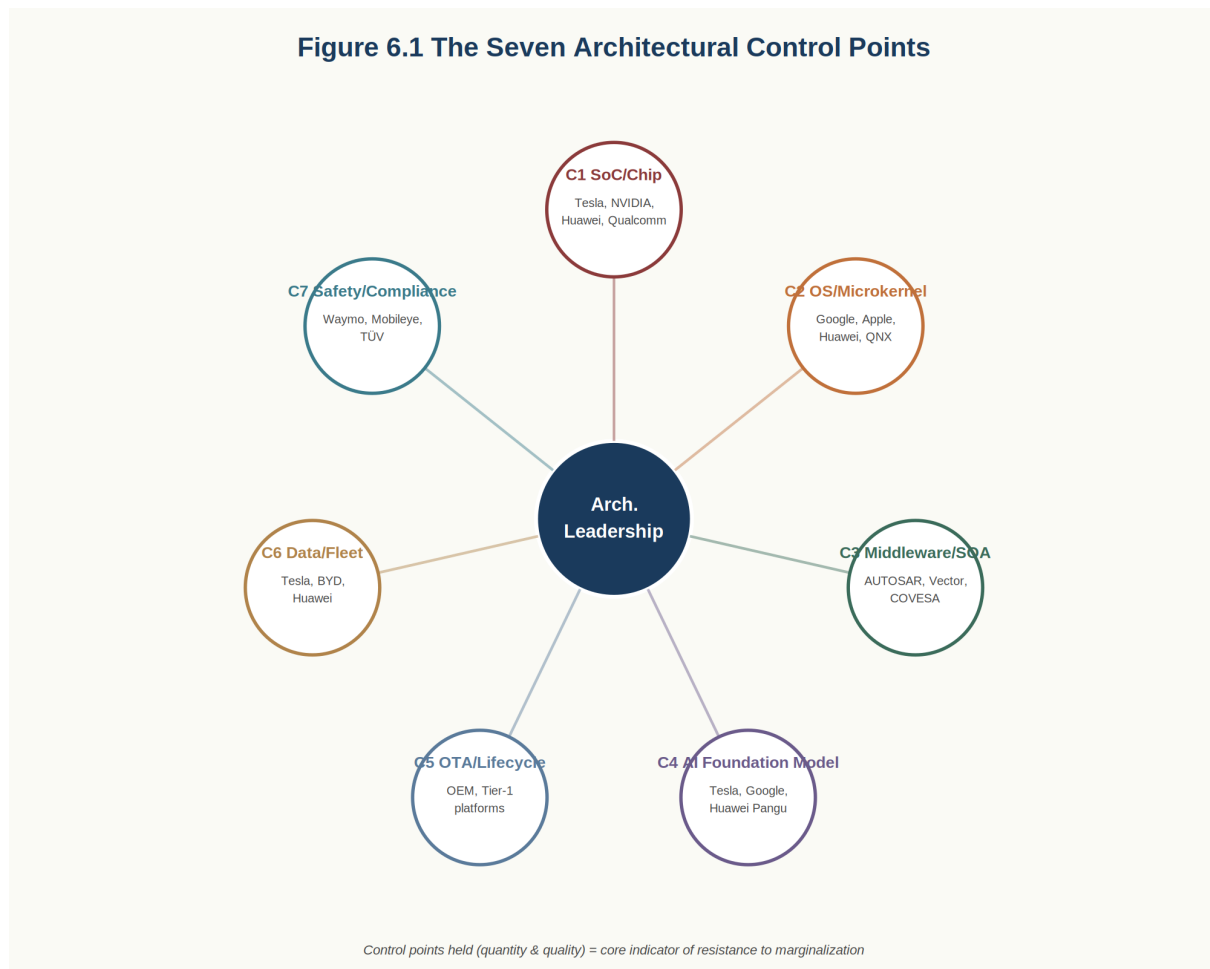 Figure 6.1 The Seven Architectural Control Points
C1 SoC/Chip
Tesla, NVIDIA,
Huawei, Qualcomm
C7 Safety/Compliance
Waymo, Mobileye,
TÜV
C2 OS/Microkernel
Google, Apple,
Huawei, QNX
Arch.
Leadership
C6 Data/Fleet
Tesla, BYD,
Huawei
C3 Middleware/SOA
AUTOSAR, Vector,
COVESA
C5 OTA/Lifecycle
OEM, Tier-1
platforms
C4 AI Foundation Model
Tesla, Google,
Huawei Pangu
Control points held (quantity & quality) = core indicator of resistance to marginalization